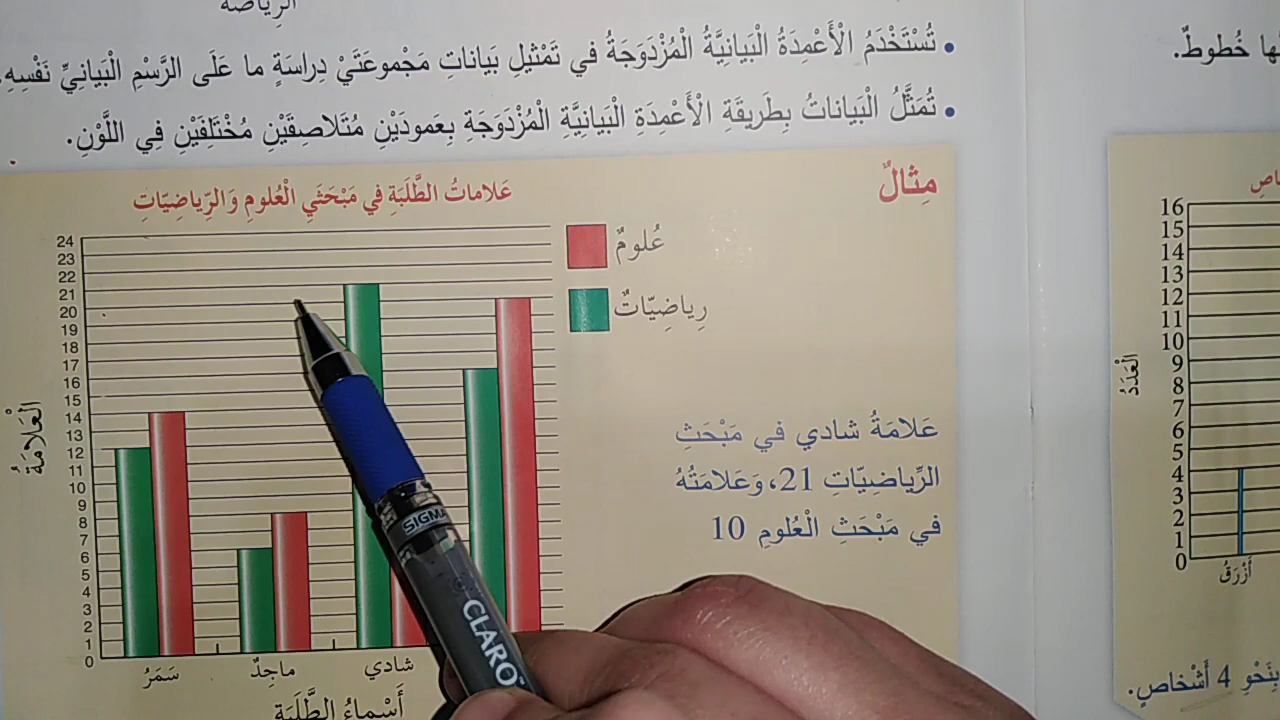 الرِّياضَة
• تُسْتَخْدَمُ الْأَعْمِدَةُ الْبَيانِيَّةُ الْمُزْدَوَجَةُ في تَمْثيلِ بَياناتِ مَجْموعَتَيْ دِراسَةٍ ما عَلَى الرَّسْمِ الْبَيانِيِّ نَفْسِهِ.
• تُمَثَّلُ الْبَياناتُ بِطَريقَةِ الْأَعْمِدَةِ الْبَيانِيَّةِ الْمُزْدَوَجَةِ بِعَمودَيْنِ مُتَلاصِقَيْنِ مُخْتَلِفَيْنِ فِي اللَّوْنِ.
مِثالٌ
عَلاماتُ الطَّلَبَةِ في مَبْحَثَيِ الْعُلومِ وَالرِّياضِيّاتِ
عُلومٌ
رِياضِيّاتٌ
24
23
22
21
20
19
18
17
16
15
14
13
12
11
10
9
8
7
6
5
4
3
2
1
0
الْعَلامَةُ
سَمَرُ
ماجِدٌ
شادي
أَسْماءُ الطَّلَبَةِ
عَلامَةُ شادي في مَبْحَثِ
الرِّياضِيّاتِ 21، وَعَلامَتُهُ
في مَبْحَثِ الْعُلومِ 10
SIGMA
CLARO
خُطوطٌ.
16
15
14
13
12
11
10
9
8
7
6
5
4
3
2
1
0
الْعَدَدُ
أَزْرَقُ
بِنَحْوِ 4 أَشْخاصٍ.